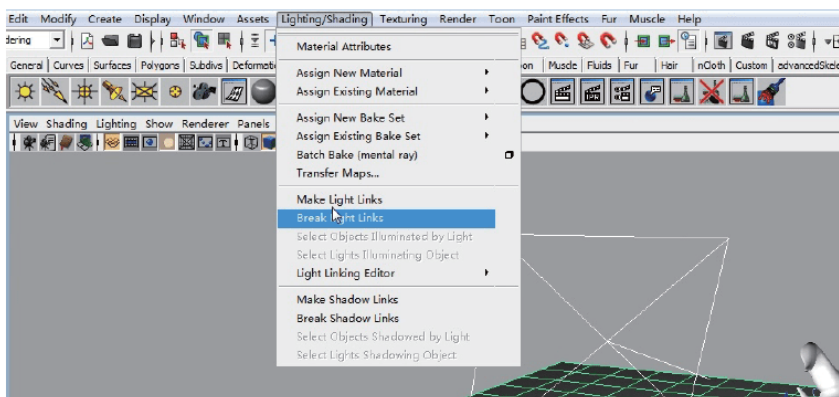 Edit Modify Create Display Window Assets Lighting/Shading Texturing Render Toon Paint Effects Fur Muscle Help
dering
General Curves Surfaces Polygons Subdivs Deformati
on Muscle Fluids Fur Hair nCloth Custom advancedSkele
View Shading Lighting Show Renderer Panels
Material Attributes
Assign New Material
Assign Existing Material
Assign New Bake Set
Assign Existing Bake Set
Batch Bake (mental ray)
Transfer Maps...
Make Light Links
Break Light Links
Select Objects Illuminated by Light
Select Lights Illuminating Object
Light Linking Editor
Make Shadow Links
Break Shadow Links
Select Objects Shadowed by Light
Select Lights Shadowing Object